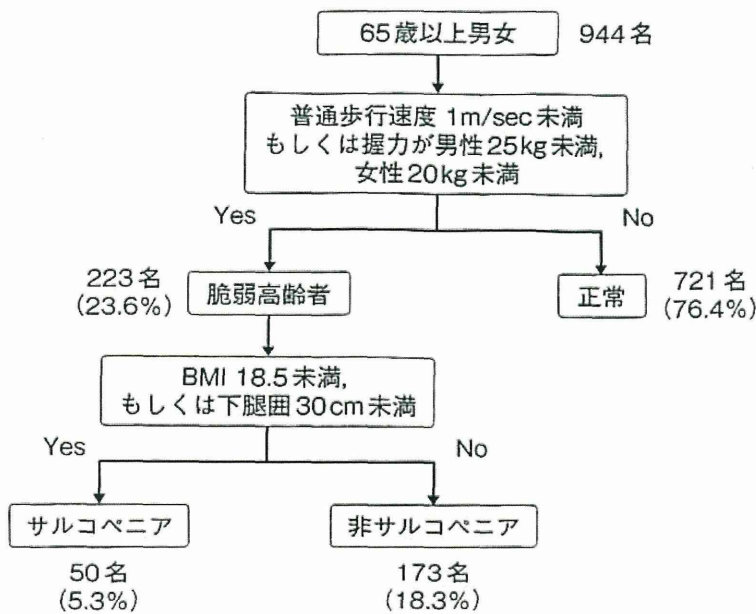 65歳以上男女 944名
普通歩行速度 1m/sec未満
もしくは握力が男性25kg未満,
女性20kg未満
Yes No
223名
(23.6%)
脆弱高齢者
正常
721名
(76.4%)
BMI 18.5未満,
もしくは下腿囲30cm未満
Yes No
サルコペニア 非サルコペニア
50名 173名
(5.3%) (18.3%)